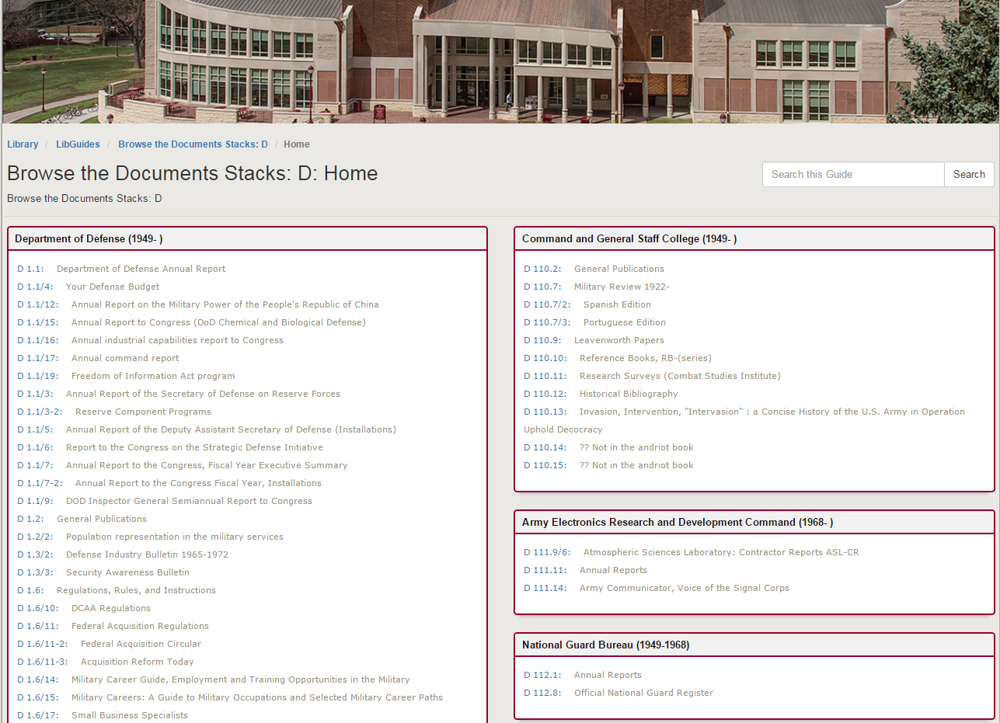 Library / LibGuides / Browse the Documents Stacks: D / Home
Browse the Documents Stacks: D: Home
Search this Guide Search
Browse the Documents Stacks: D
Department of Defense (1949- )
D 1.1: Department of Defense Annual Report
D 1.1/4: Your Defense Budget
D 1.1/12: Annual Report on the Military Power of the People's Republic of China
D 1.1/15: Annual Report to Congress (DoD Chemical and Biological Defense)
D 1.1/16: Annual industrial capabilities report to Congress
D 1.1/17: Annual command report
D 1.1/19: Freedom of Information Act program
D 1.1/3: Annual Report of the Secretary of Defense on Reserve Forces
D 1.1/3-2: Reserve Component Programs
D 1.1/5: Annual Report of the Deputy Assistant Secretary of Defense (Installations)
D 1.1/6: Report to the Congress on the Strategic Defense Initiative
D 1.1/7: Annual Report to the Congress, Fiscal Year Executive Summary
D 1.1/7-2: Annual Report to the Congress Fiscal Year, Installations
D 1.1/9: DOD Inspector General Semiannual Report to Congress
D 1.2: General Publications
D 1.2/2: Population representation in the military services
D 1.3/2: Defense Industry Bulletin 1965-1972
D 1.3/3: Security Awareness Bulletin
D 1.6: Regulations, Rules, and Instructions
D 1.6/10: DCAA Regulations
D 1.6/11: Federal Acquisition Regulations
D 1.6/11-2: Federal Acquisition Circular
D 1.6/11-3: Acquisition Reform Today
D 1.6/14: Military Career Guide, Employment and Training Opportunities in the Military
D 1.6/15: Military Careers: A Guide to Military Occupations and Selected Military Career Paths
D 1.6/17: Small Business Specialists
Command and General Staff College (1949- )
D 110.2: General Publications
D 110.7: Military Review 1922-
D 110.7/2: Spanish Edition
D 110.7/3: Portuguese Edition
D 110.9: Leavenworth Papers
D 110.10: Reference Books, RB-(series)
D 110.11: Research Surveys (Combat Studies Institute)
D 110.12: Historical Bibliography
D 110.13: Invasion, Intervention, "Intervasion" : a Concise History of the U.S. Army in Operation
Uphold Decocracy
D 110.14: ?? Not in the andriot book
D 110.15: ?? Not in the andriot book
Army Electronics Research and Development Command (1968- )
D 111.9/6: Atmospheric Sciences Laboratory: Contractor Reports ASL-CR
D 111.11: Annual Reports
D 111.14: Army Communicator, Voice of the Signal Corps
National Guard Bureau (1949-1968)
D 112.1: Annual Reports
D 112.8: Official National Guard Register